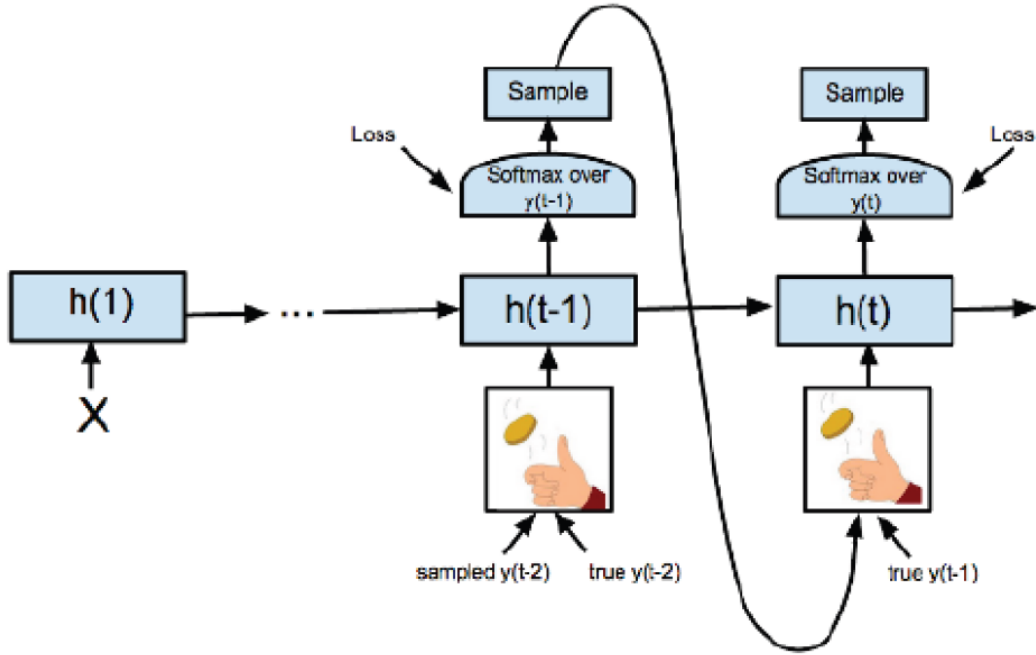 Sample
Sample
Loss
Loss
Softmax over
y(t-1)
Softmax over
y(t)
h(1)
...
h(t-1)
h(t)
X
sampled y(t-2)
true y(t-2)
true y(t-1)